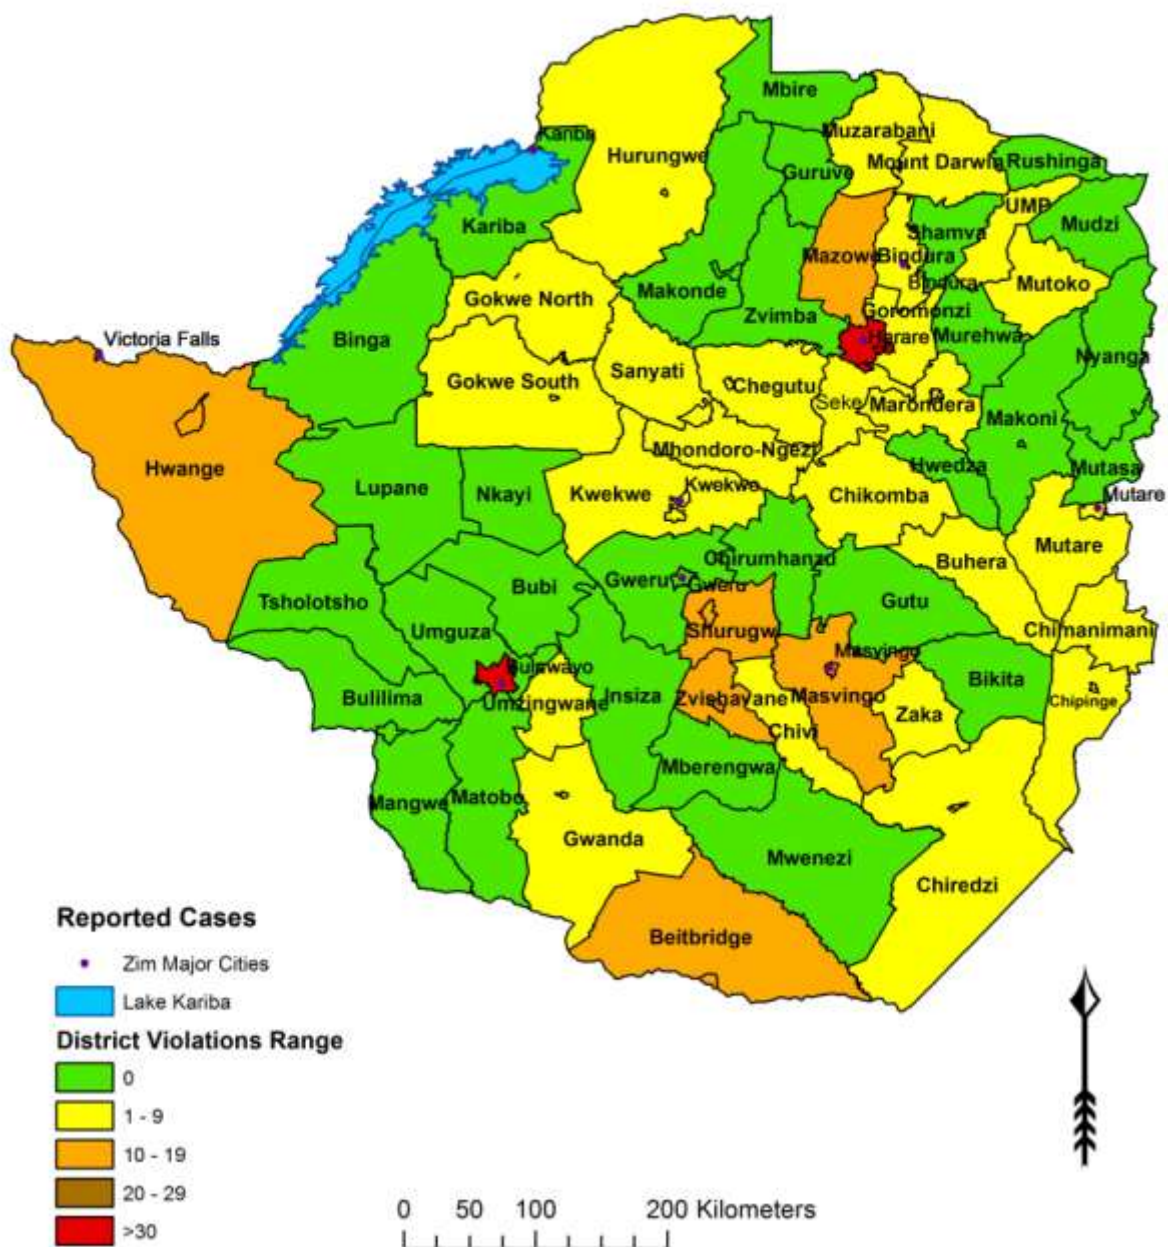 Mbire
Kariba
Muzarabani
Hurungwe
Mount Darwin
Rushinga
Guruve
UMP
Kariba
Shamva
Mudzi
Mazowe
Bindura
Bindura
Mutoko
Gokwe North
Makonde
Goromonzi
Zvimba
Victoria Falls
Binga
Harare
Murehwa
Nyanga
Gokwe South
Sanyati
Chegutu
Seke
Marondera
Makoni
Mhondoro-Ngezi
Hwange
Hwedza
Mutasa
Lupane
Nkayi
Kwekwe
Kwekwe
Chikomba
Mutare
Mutare
Chirumhanzu
Buhera
Gweru
Gweru
Bubi
Tsholotsho
Gutu
Umguza
Shurugw
Chimanimani
Masvingo
Bulawayo
Bulilima
Umzingwane
Insiza
Zvishavane
Masvingo
Bikita
Chipinge
Zaka
Chivi
Mberengwa
Mangwe
Matobo
Gwanda
Mwenezi
Chiredzi
Beitbridge
Reported Cases
Zim Major Cities
Lake Kariba
District Violations Range
0
1 - 9
10 - 19
20 - 29
>30
0 50 100 200 Kilometers